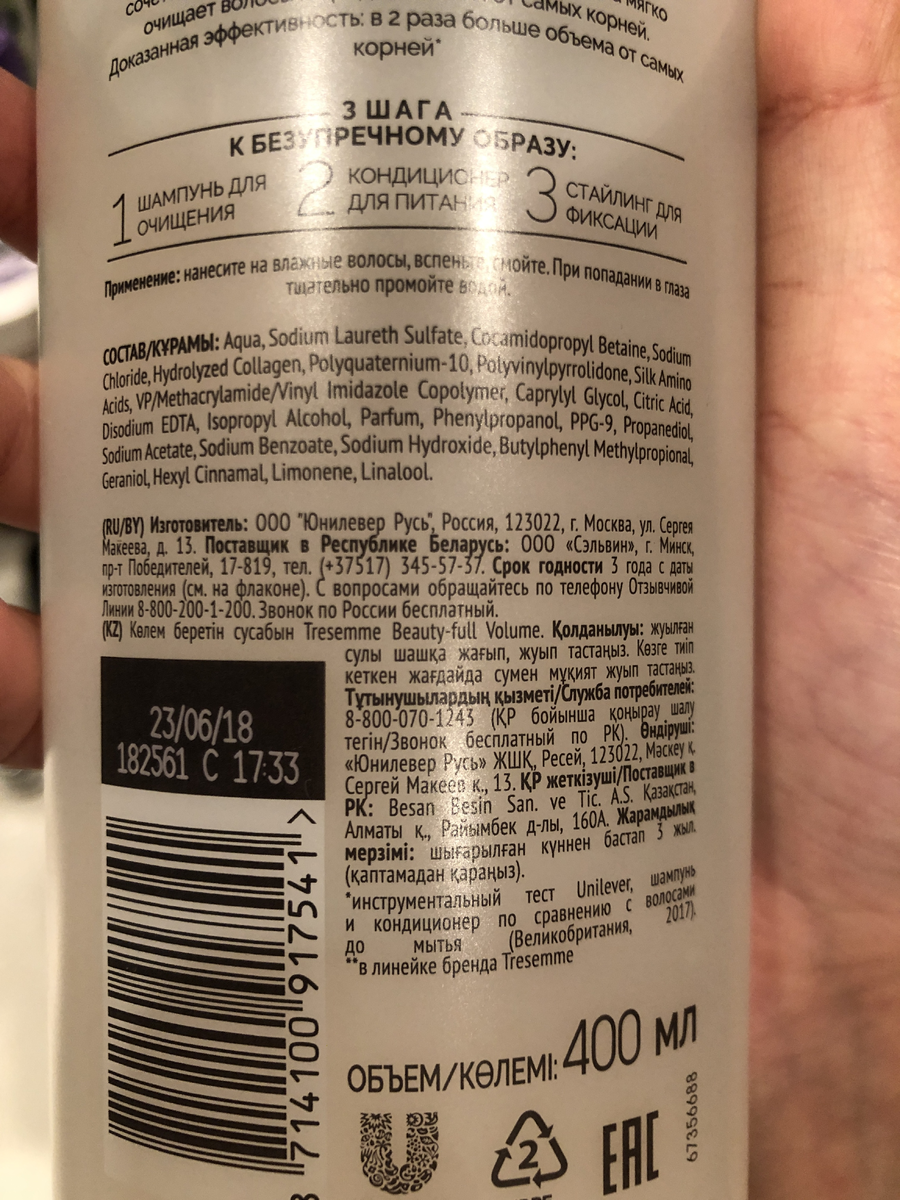 мягко
очищает самых корней.
Доказанная эффективность: в 2 раза больше объема от самых
корней*
3 ШАГА
К БЕЗУПРЕЧНОМУ ОБРАЗУ:
1 ШАМПУНЬ ДЛЯ ОЧИЩЕНИЯ
2 КОНДИЦИОНЕР ДЛЯ ПИТАНИЯ
3 СТАЙЛИНГ ДЛЯ ФИКСАЦИИ
Применение: нанесите на влажные волосы, вспеньте, смойте. При попадании в глаза
тщательно промойте водой.
СОСТАВ/ҚҰРАМЫ: Aqua, Sodium Laureth Sulfate, Cocamidopropyl Betaine, Sodium
Chloride, Hydrolyzed Collagen, Polyquaternium-10, Polyvinylpyrrolidone, Silk Amino
Acids, VP/Methacrylamide/Vinyl Imidazole Copolymer, Caprylyl Glycol, Citric Acid,
Disodium EDTA, Isopropyl Alcohol, Parfum, Phenylpropanol, PPG-9, Propanediol,
Sodium Acetate, Sodium Benzoate, Sodium Hydroxide, Butylphenyl Methylpropional,
Geraniol, Hexyl Cinnamal, Limonene, Linalool.
(RU/BY) Изготовитель: ООО "Юнилевер Русь", Россия, 123022, г. Москва, ул. Сергея
Макеева, д. 13. Поставщик в Республике Беларусь: ООО «Сэльвин», г. Минск,
пр-т Победителей, 17-819, тел. (+37517) 345-57-37. Срок годности 3 года с даты
изготовления (см. на флаконе). С вопросами обращайтесь по телефону Отзывчивой
Линии 8-800-200-1-200. Звонок по России бесплатный.
(KZ) Көлем беретін сусабын Tresemme Beauty-full Volume. Қолданылуы: жуылған
сулы шашқа жағып, жуып тастаңыз. Көзге тиіп
кеткен жағдайда сумен мұқият жуып тастаңыз.
Тұтынушылардың қызметі/Служба потребителей:
8-800-070-1243 (ҚР бойынша қоңырау шалу
тегін/Звонок бесплатный по РК). Өндіруші:
«Юнилевер Русь» ЖШҚ, Ресей, 123022, Маскеу қ.
Сергей Макеев к., 13. ҚР жеткізуші/Поставщик в
РК: Besan Besin San. ve Tic. A.S. Қазақстан,
Алматы қ., Райымбек д-лы, 160А. Жарамдылық
мерзімі: шығарылған күннен бастап 3 жыл.
(қаптамадан қараңыз).
*инструментальный тест Unilever, шампунь
и кондиционер по сравнению с волосами
до мытья (Великобритания, 2017).
**в линейке бренда Tresemme
23/06/18
182561 C 17:33
8 714100 917541 >
ОБЪЕМ/КӨЛЕМІ: 400 МЛ
2
EAC
67356688